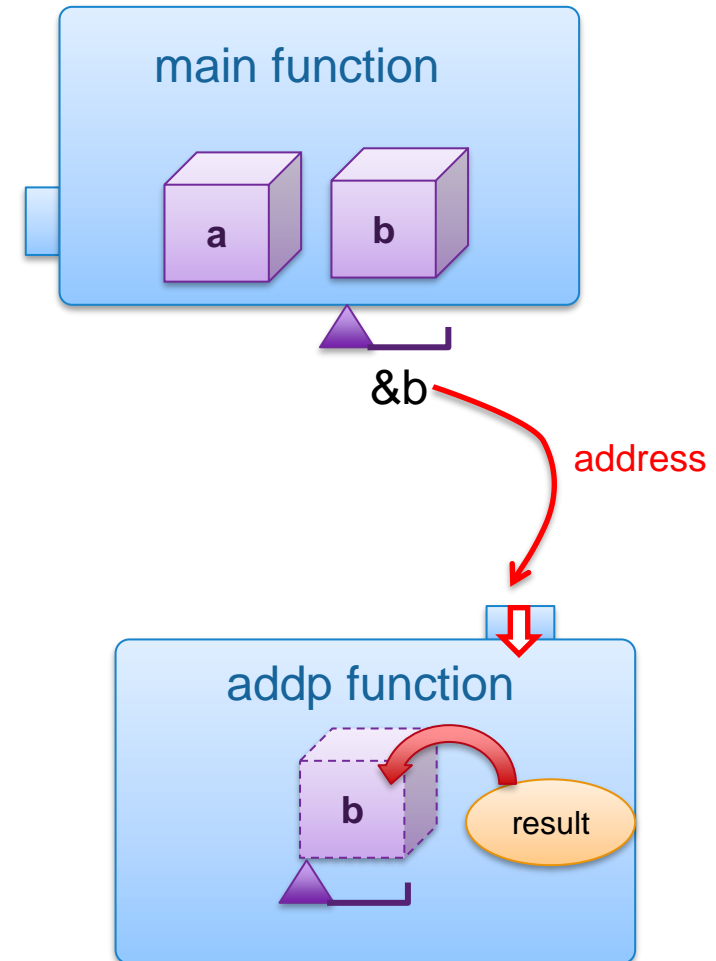 main function
a
b
&b
address
addp function
b
result